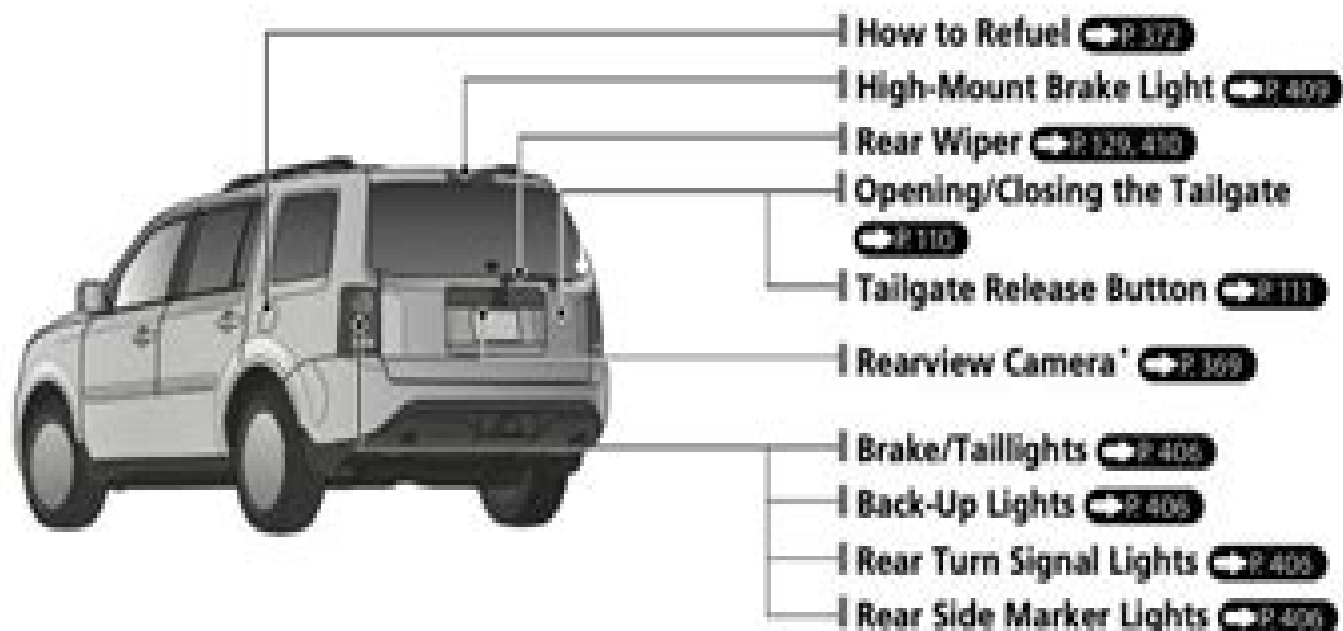 How to Refuel P. 372
High-Mount Brake Light P. 409
Rear Wiper P. 129, 410
Opening/Closing the Tailgate
P. 110
Tailgate Release Button P. 111
Rearview Camera* P. 369
Brake/Taillights P. 406
Back-Up Lights P. 406
Rear Turn Signal Lights P. 406
Rear Side Marker Lights P. 406